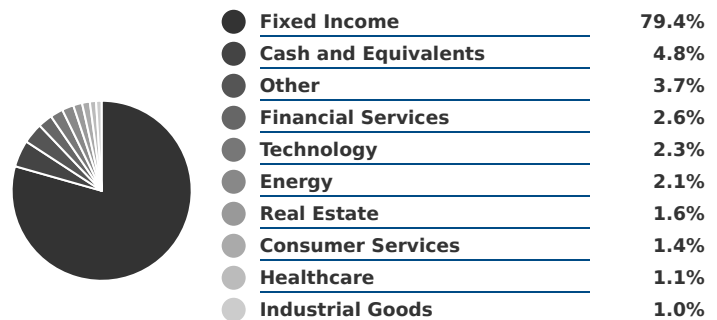 Fixed Income 79.4%
Cash and Equivalents 4.8%
Other 3.7%
Financial Services 2.6%
Technology 2.3%
Energy 2.1%
Real Estate 1.6%
Consumer Services 1.4%
Healthcare 1.1%
Industrial Goods 1.0%